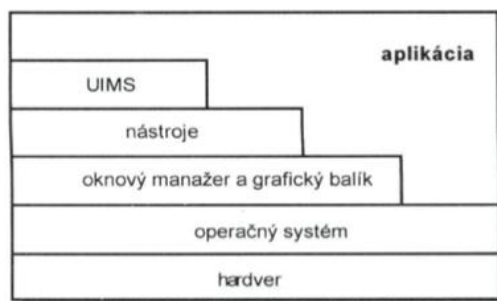 aplikácia
UIMS
nástroje
oknový manažer a grafický balík
operačný systém
hardver